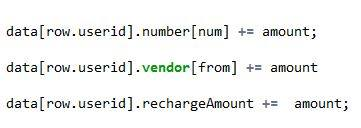 data[row.userid].number[num] += amount;
data[row.userid].vendor[from] += amount
data[row.userid].rechargeAmount +=  amount;